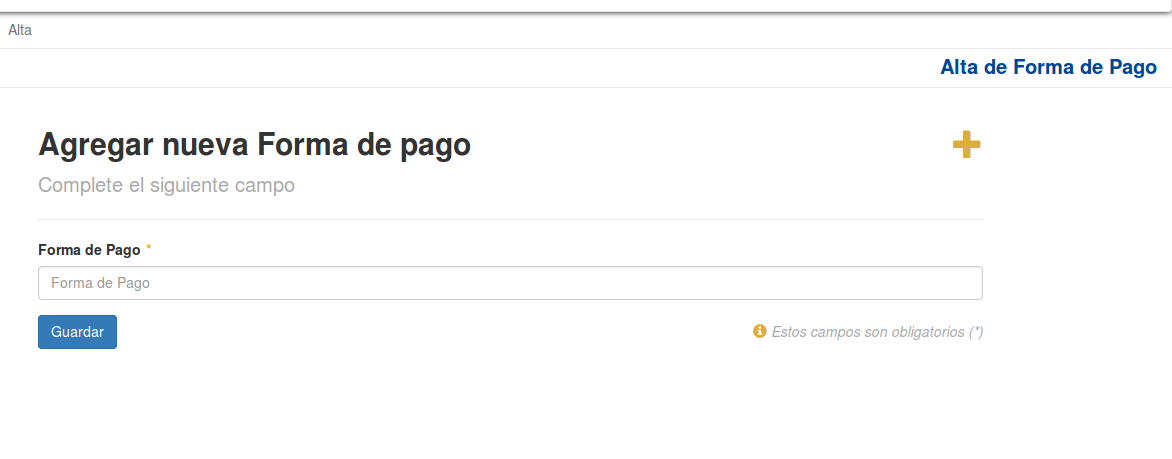 Alta
Alta de Forma de Pago
Agregar nueva Forma de pago
Complete el siguiente campo
Forma de Pago *
Forma de Pago
Guardar
Estos campos son obligatorios (*)